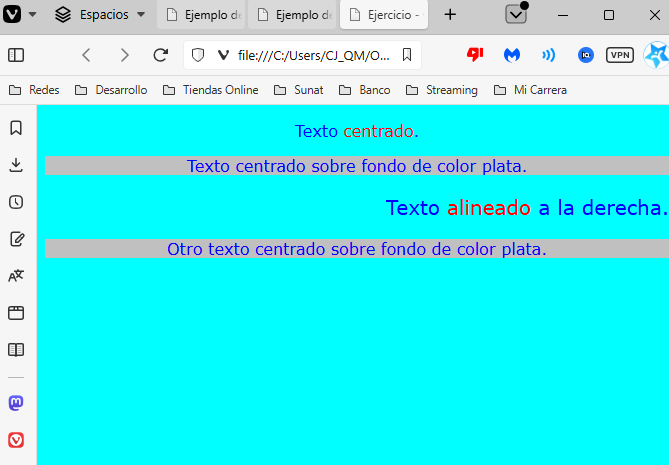 Espacios
Ejemplo de
Ejemplo de
Ejercicio -
file:///C:/Users/CJ_QM/O...
VPN
Redes
Desarrollo
Tiendas Online
Sunat
Banco
Streaming
Mi Carrera
Texto centrado.
Texto centrado sobre fondo de color plata.
Texto alineado a la derecha.
Otro texto centrado sobre fondo de color plata.